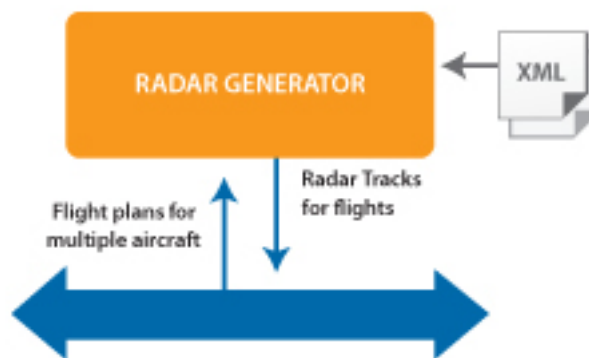 RADAR GENERATOR
XML
Radar Tracks
for flights
Flight plans for
multiple aircraft